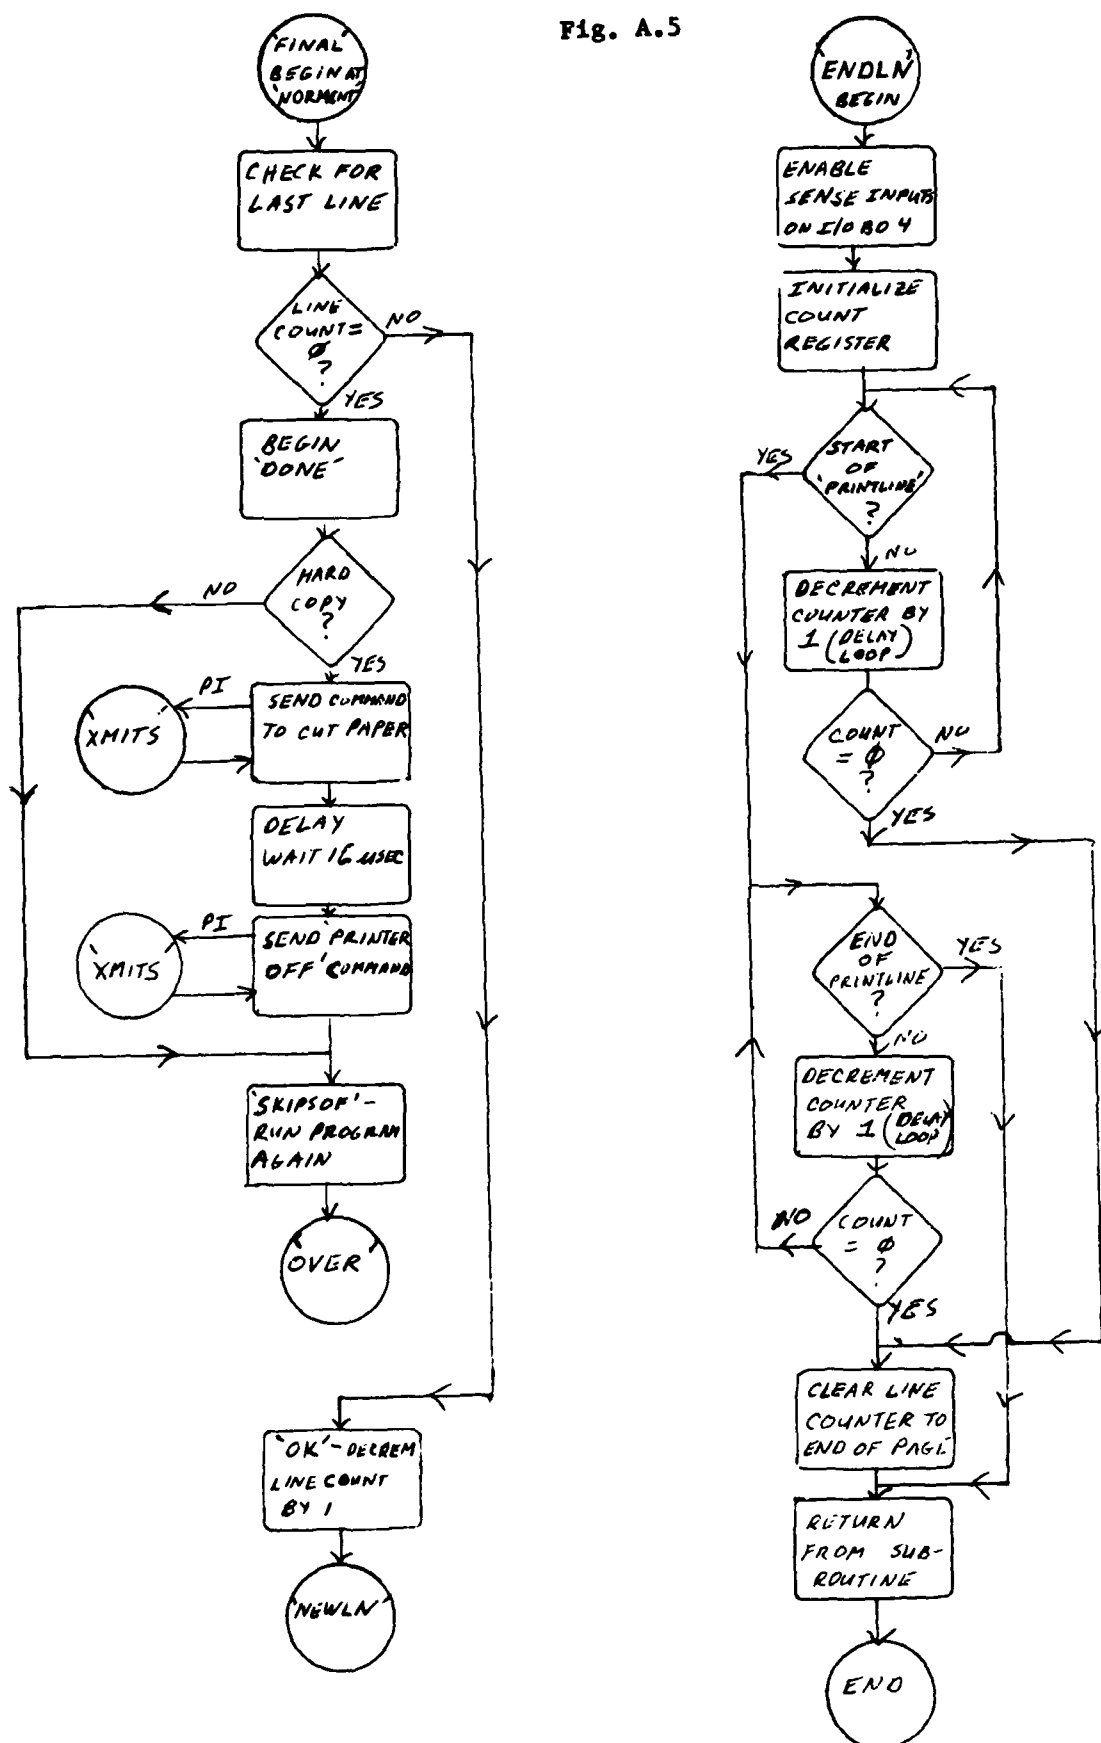 Fig. A.5
'FINAL'
BEGIN AT
'NORMENT'
CHECK FOR
LAST LINE
LINE
COUNT=
Ø
?
NO
YES
BEGIN
'DONE'
HARD
COPY
?
NO
YES
SEND COMMAND
TO CUT PAPER
PI
'XMITS'
DELAY
WAIT 16 USEC
SEND 'PRINTER
OFF' COMMAND
PI
'XMITS'
'SKIPSOF'-
RUN PROGRAM
AGAIN
'OVER'
'OK'-DECREM
LINE COUNT
BY 1
'NEWLN'
'ENDLN'
BEGIN
ENABLE
SENSE INPUTS
ON I/O BD 4
INITIALIZE
COUNT
REGISTER
START
OF
'PRINTLINE'
?
YES
NO
DECREMENT
COUNTER BY
1 (DELAY
LOOP)
COUNT
= Ø
?
NO
YES
END
OF
PRINTLINE
?
YES
NO
DECREMENT
COUNTER
BY 1 (DELAY
LOOP)
COUNT
= Ø
?
NO
YES
CLEAR LINE
COUNTER TO
END OF PAGE
RETURN
FROM SUB-
ROUTINE
END